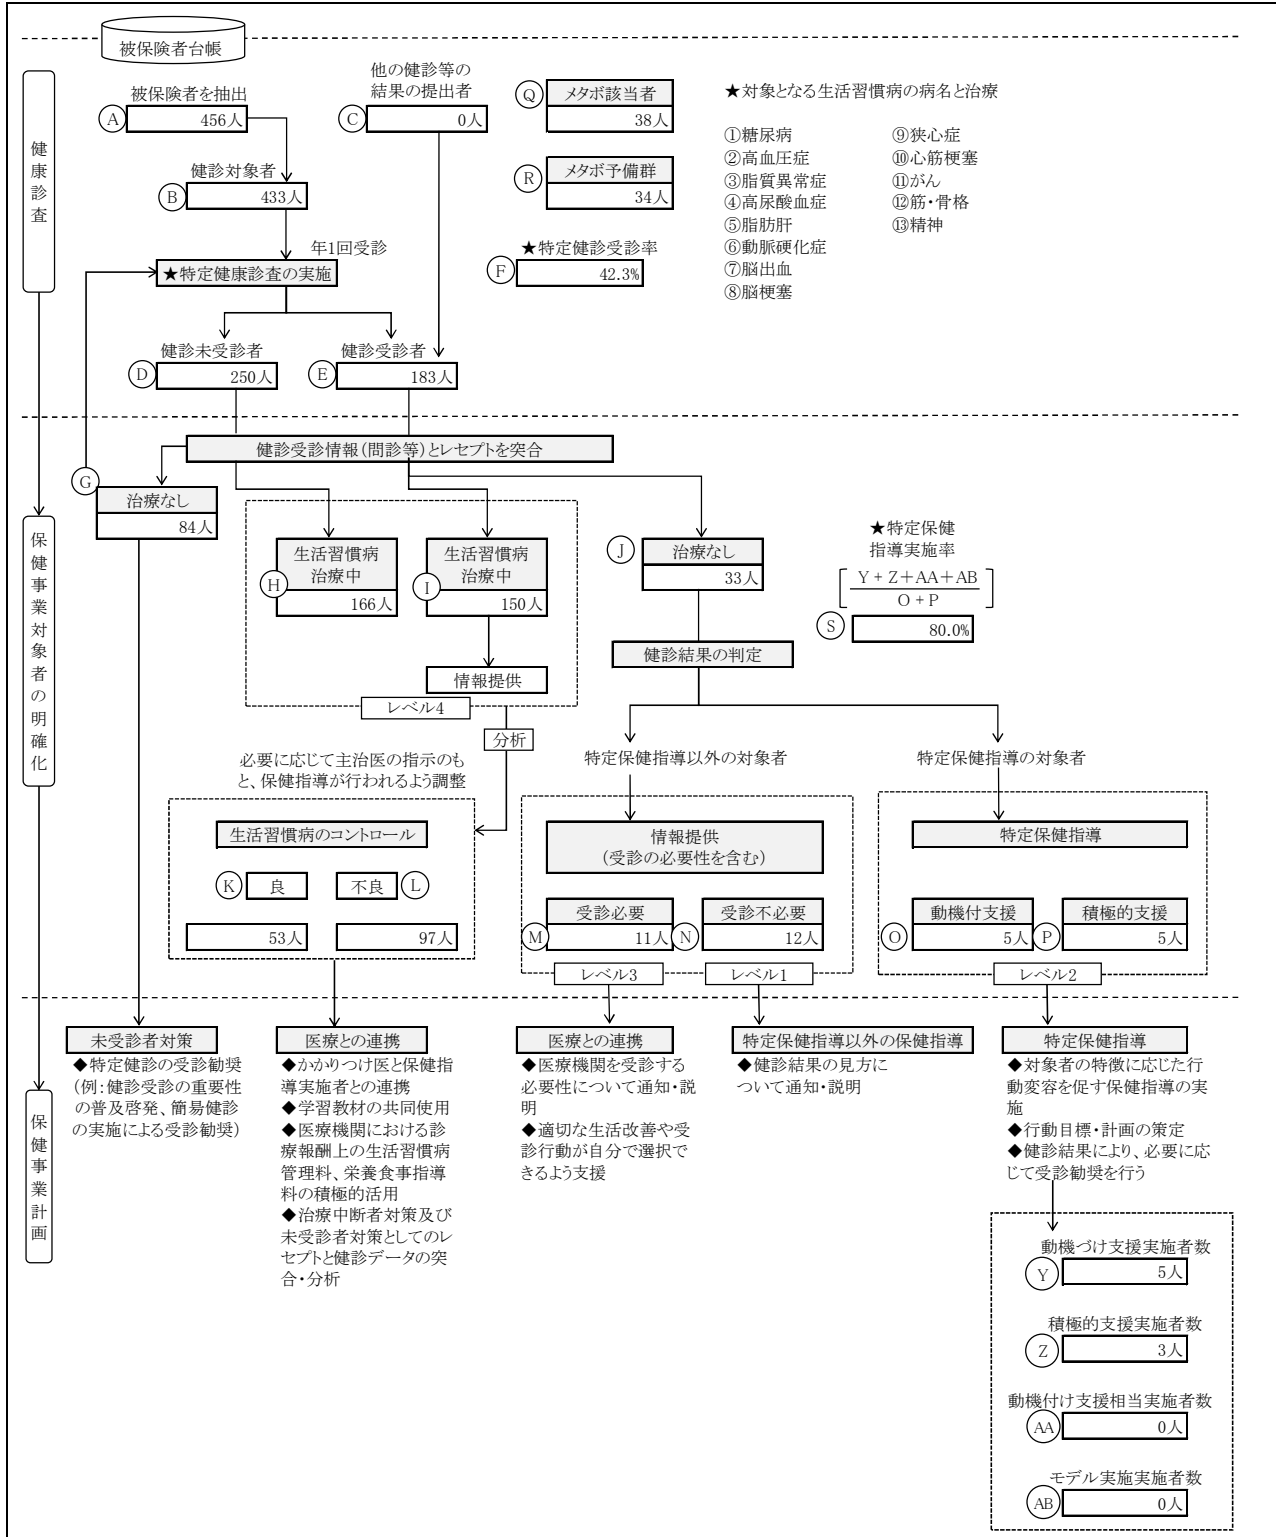 被保険者台帳
健康診査
被保険者を抽出
A
456人
他の健診等の
結果の提出者
C
0人
Q
メタボ該当者
38人
R
メタボ予備群
34人
★特定健診受診率
F
42.3%
★対象となる生活習慣病の病名と治療
①糖尿病
②高血圧症
③脂質異常症
④高尿酸血症
⑤脂肪肝
⑥動脈硬化症
⑦脳出血
⑧脳梗塞
⑨狭心症
⑩心筋梗塞
⑪がん
⑫筋・骨格
⑬精神
健診対象者
B
433人
年1回受診
★特定健康診査の実施
健診未受診者
D
250人
健診受診者
E
183人
保健事業対象者の明確化
健診受診情報(問診等)とレセプトを突合
G
治療なし
84人
生活習慣病
治療中
H
166人
生活習慣病
治療中
I
150人
情報提供
レベル4
分析
J
治療なし
33人
健診結果の判定
★特定保健
指導実施率
Y + Z+AA+AB
O + P
S
80.0%
必要に応じて主治医の指示のも
と、保健指導が行われるよう調整
生活習慣病のコントロール
K
良
不良
L
53人
97人
特定保健指導以外の対象者
情報提供
(受診の必要性を含む)
M
受診必要
11人
N
受診不必要
12人
レベル3
レベル1
特定保健指導の対象者
特定保健指導
O
動機付支援
5人
P
積極的支援
5人
レベル2
保健事業計画
未受診者対策
◆特定健診の受診勧奨
(例:健診受診の重要性
の普及啓発、簡易健診
の実施による受診勧奨)
医療との連携
◆かかりつけ医と保健指
導実施者との連携
◆学習教材の共同使用
◆医療機関における診
療報酬上の生活習慣病
管理料、栄養食事指導
料の積極的活用
◆治療中断者対策及び
未受診者対策としてのレ
セプトと健診データの突
合・分析
医療との連携
◆医療機関を受診する
必要性について通知・説
明
◆適切な生活改善や受
診行動が自分で選択で
きるよう支援
特定保健指導以外の保健指導
◆健診結果の見方に
ついて通知・説明
特定保健指導
◆対象者の特徴に応じた行
動変容を促す保健指導の実
施
◆行動目標・計画の策定
◆健診結果により、必要に応
じて受診勧奨を行う
動機づけ支援実施者数
Y
5人
積極的支援実施者数
Z
3人
動機付け支援相当実施者数
AA
0人
モデル実施実施者数
AB
0人